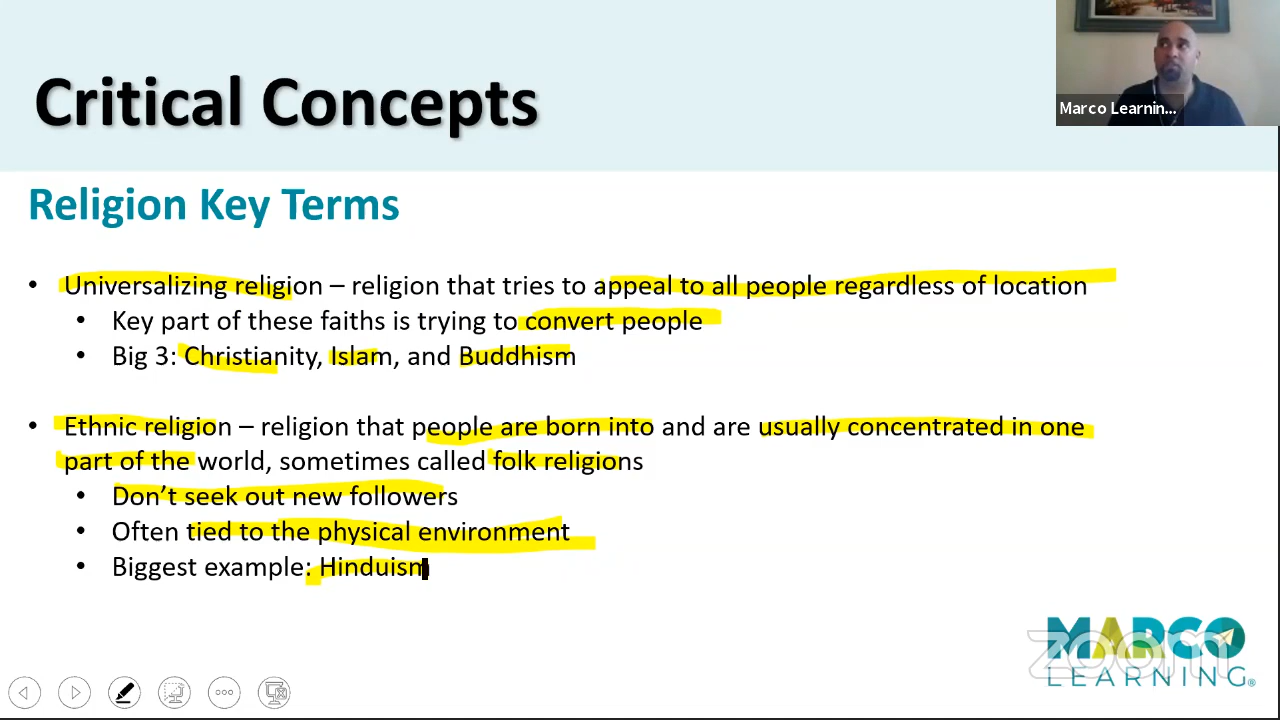 Critical Concepts
Marco Learnin...
Religion Key Terms
• Universalizing religion – religion that tries to appeal to all people regardless of location
• Key part of these faiths is trying to convert people
• Big 3: Christianity, Islam, and Buddhism
• Ethnic religion – religion that people are born into and are usually concentrated in one
part of the world, sometimes called folk religions
• Don’t seek out new followers
• Often tied to the physical environment
• Biggest example: Hinduism
MARCO
zoom
LEARNING®